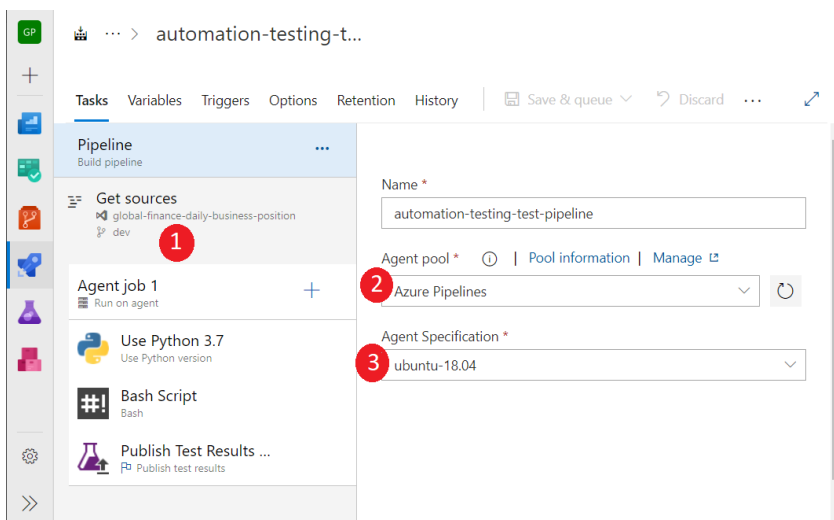 GP
... > automation-testing-t...
Tasks Variables Triggers Options Retention History Save & queue Discard ...
Pipeline ...
Build pipeline
Get sources
global-finance-daily-business-position
dev
1
Agent job 1 +
Run on agent
Use Python 3.7
Use Python version
#! Bash Script
Bash
Publish Test Results ...
Publish test results
Name *
automation-testing-test-pipeline
Agent pool * i | Pool information | Manage
2 Azure Pipelines
Agent Specification *
3 ubuntu-18.04